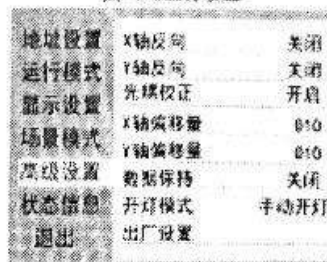 地址设置
运行模式
显示设置
场景模式
高级设置
状态信息
退出
X轴反向 关闭
Y轴反向 关闭
光耦校正 开启
X轴偏移量 010
Y轴偏移量 010
数据保持 关闭
开灯模式 手动开灯
出厂设置